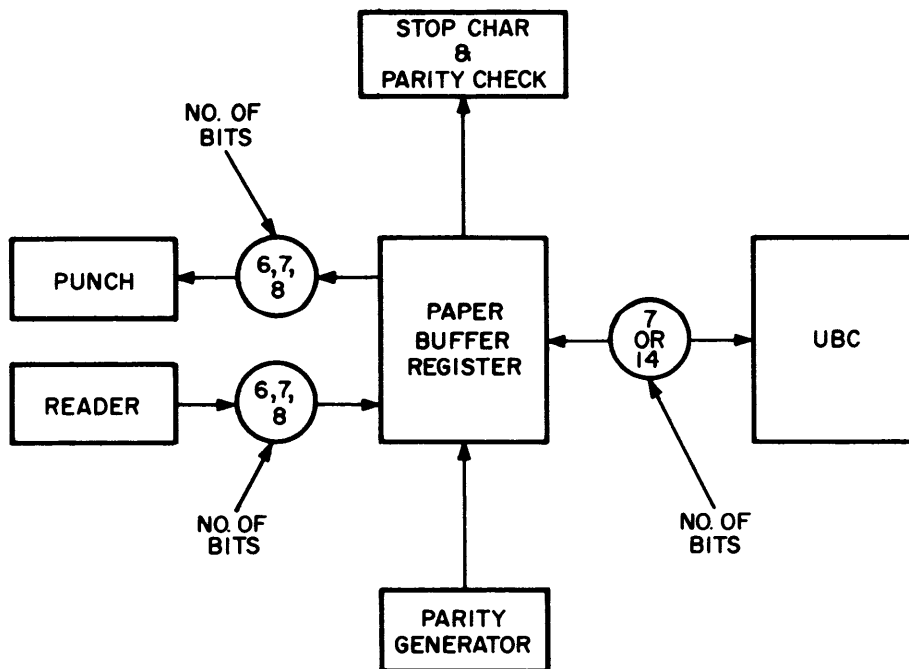 STOP CHAR
&
PARITY CHECK
NO. OF
BITS
PUNCH
6,7,
8
PAPER
BUFFER
REGISTER
7
OR
14
UBC
READER
6,7,
8
NO. OF
BITS
NO. OF
BITS
PARITY
GENERATOR